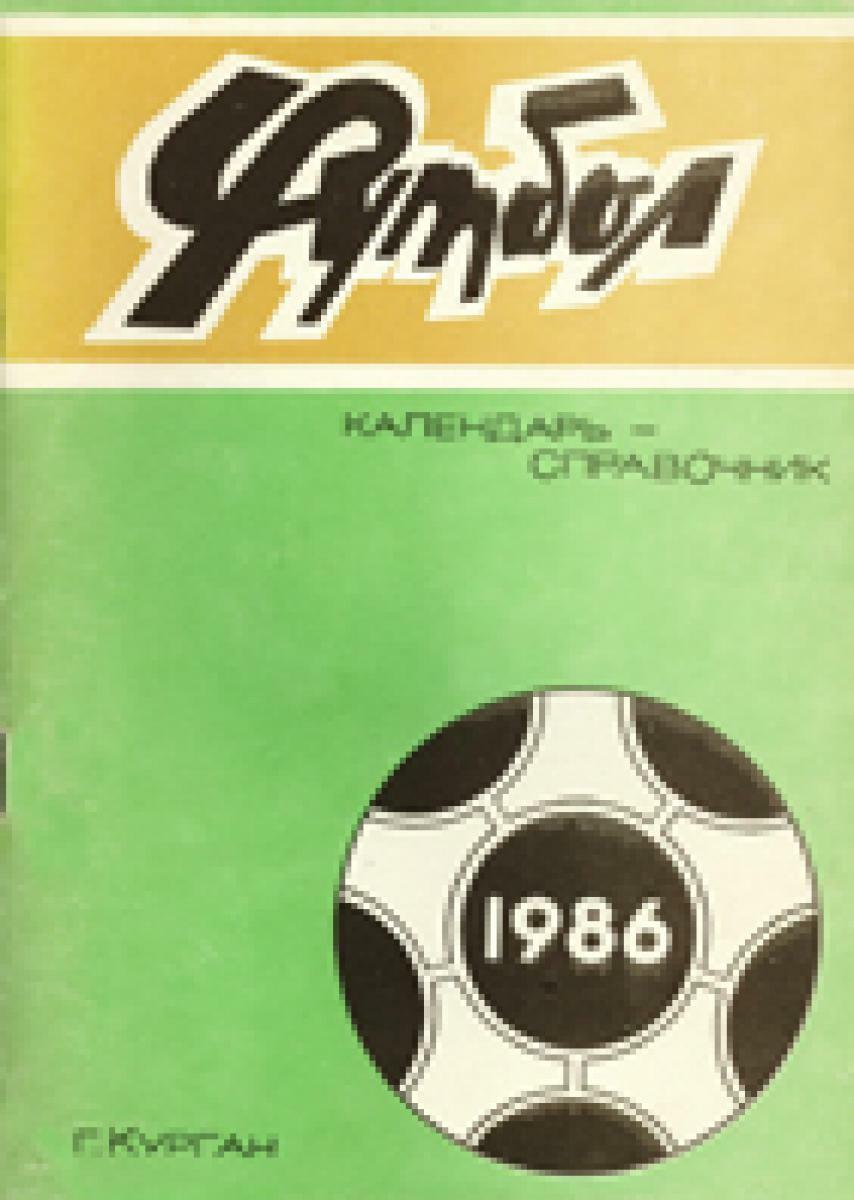 Футбол
КАЛЕНДАРЬ –
СПРАВОЧНИК
1986
Г. КУРГАН